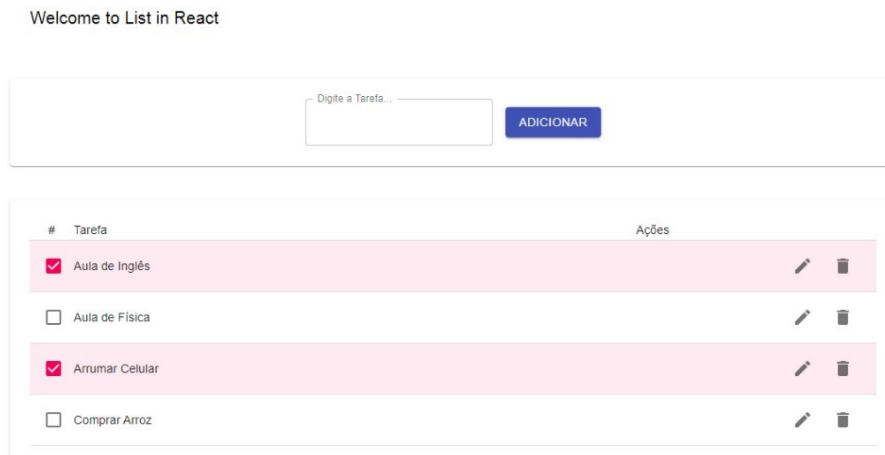 Welcome to List in React
Digite a Tarefa...
ADICIONAR
# Tarefa Ações
Aula de Inglês
Aula de Física
Arrumar Celular
Comprar Arroz